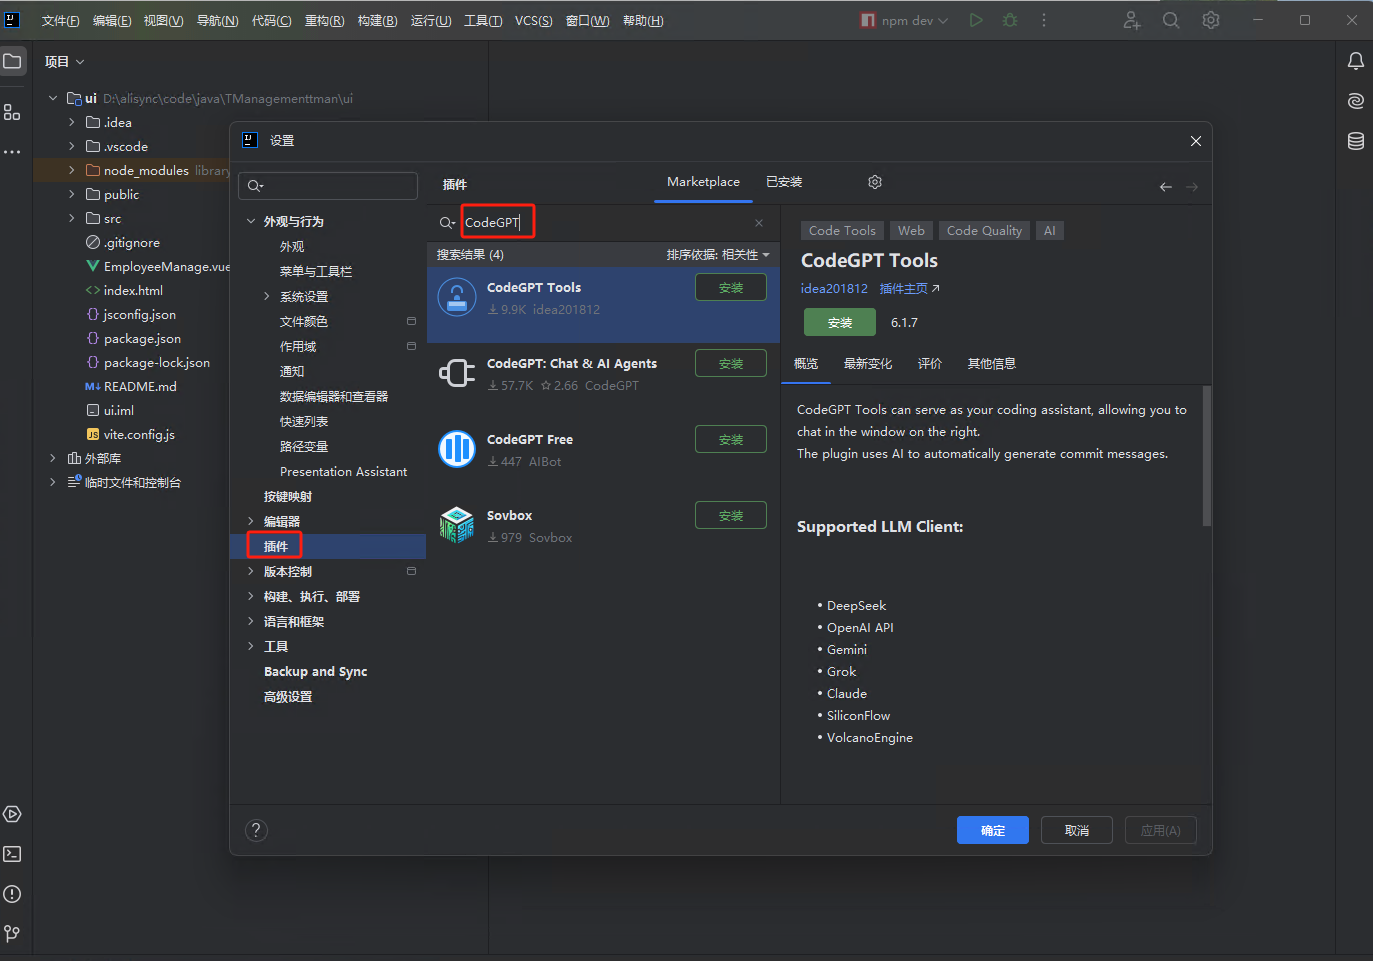 文件(F) 编辑(E) 视图(V) 导航(N) 代码(C) 重构(R) 构建(B) 运行(U) 工具(T) VCS(S) 窗口(W) 帮助(H) npm dev
项目
ui D:\alisync\code\java\TManagementtman\ui
.idea
.vscode
node_modules library
public
src
.gitignore
EmployeeManage.vue
index.html
jsconfig.json
package.json
package-lock.json
README.md
ui.iml
vite.config.js
外部库
临时文件和控制台
设置
外观与行为
外观
菜单与工具栏
系统设置
文件颜色
作用域
通知
数据编辑器和查看器
快速列表
路径变量
Presentation Assistant
按键映射
编辑器
插件
版本控制
构建、执行、部署
语言和框架
工具
Backup and Sync
高级设置
插件 Marketplace 已安装
CodeGPT
搜索结果 (4) 排序依据: 相关性
CodeGPT Tools 安装
9.9K idea201812
CodeGPT: Chat & AI Agents 安装
57.7K 2.66 CodeGPT
CodeGPT Free 安装
447 AIBot
Sovbox 安装
979 Sovbox
Code Tools Web Code Quality AI
CodeGPT Tools
idea201812 插件主页
安装 6.1.7
概览 最新变化 评价 其他信息
CodeGPT Tools can serve as your coding assistant, allowing you to
chat in the window on the right.
The plugin uses AI to automatically generate commit messages.
Supported LLM Client:
• DeepSeek
• OpenAI API
• Gemini
• Grok
• Claude
• SiliconFlow
• VolcanoEngine
? 确定 取消 应用(A)